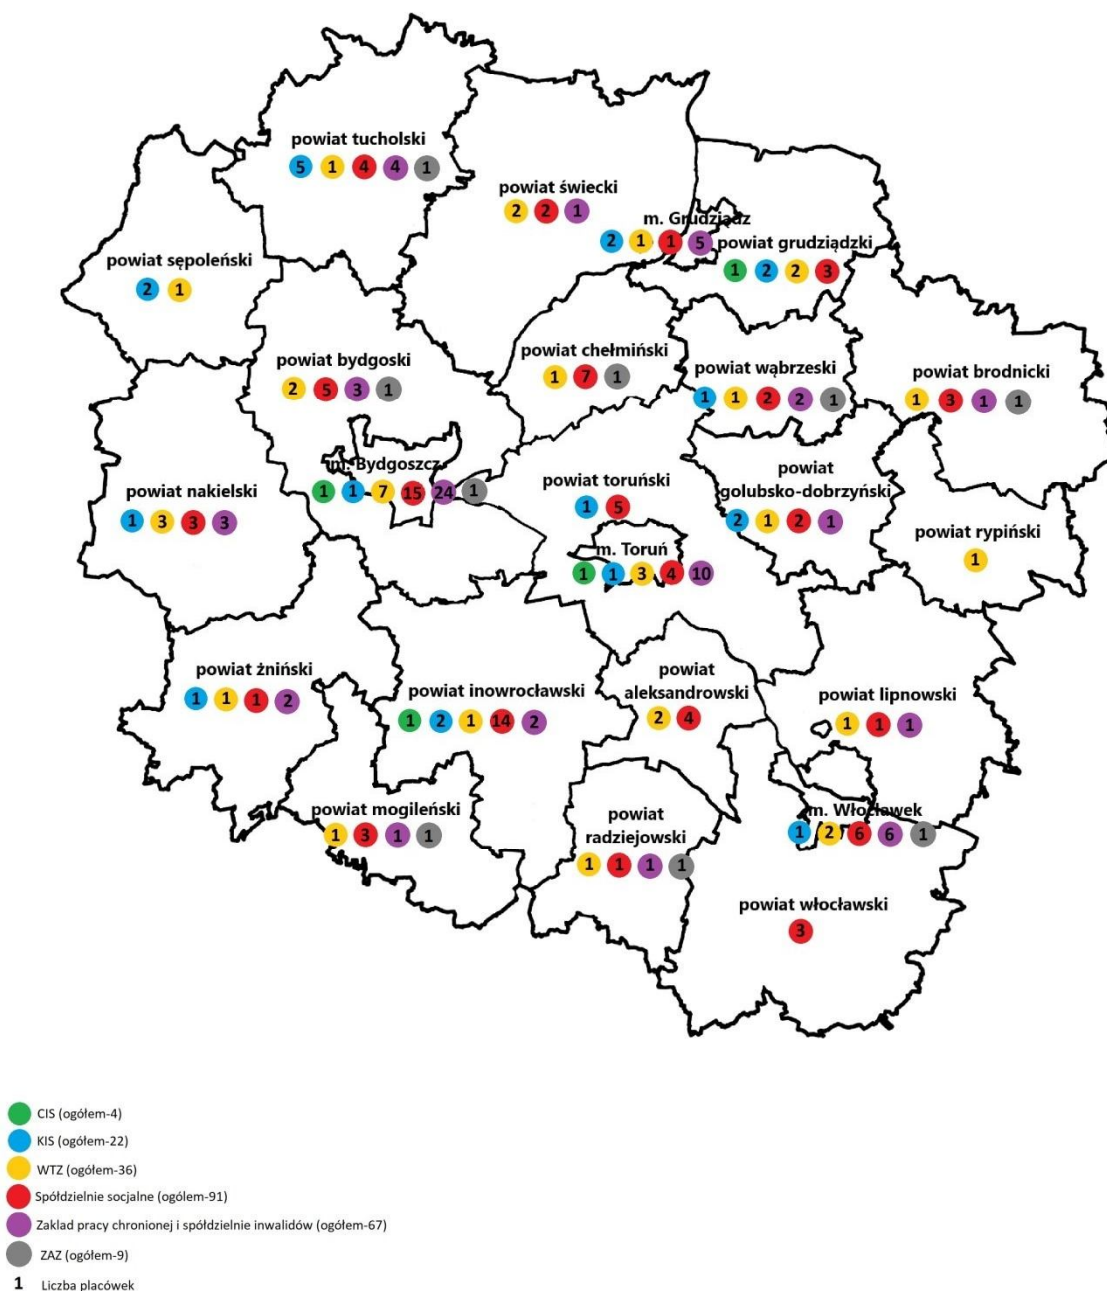 powiat tucholski
5 1 4 4 1
powiat świecki
2 2 1
m. Grudziądz
2 1 1 5
powiat grudziądzki
1 2 2 3
powiat sępoleński
2 1
powiat bydgoski
2 5 3 1
powiat chełmiński
1 7 1
powiat wąbrzeski
1 1 2 2 1
powiat brodnicki
1 3 1 1
m. Bydgoszcz
1 1 7 15 24 1
powiat nakielski
1 3 3 3
powiat toruński
1 5
powiat
golubsko-dobrzyński
2 1 2 1
powiat rypiński
1
m. Toruń
1 1 3 4 10
powiat żniński
1 1 1 2
powiat inowrocławski
1 2 1 14 2
powiat
aleksandrowski
2 4
powiat lipnowski
1 1 1
powiat mogileński
1 3 1 1
powiat
radziejowski
1 1 1 1
m. Włocławek
1 2 6 6 1
powiat włocławski
3
CIS (ogółem-4)
KIS (ogółem-22)
WTZ (ogółem-36)
Spółdzielnie socjalne (ogólem-91)
Zaklad pracy chronionej i spółdzielnie inwalidów (ogółem-67)
ZAZ (ogółem-9)
1 Liczba placówek